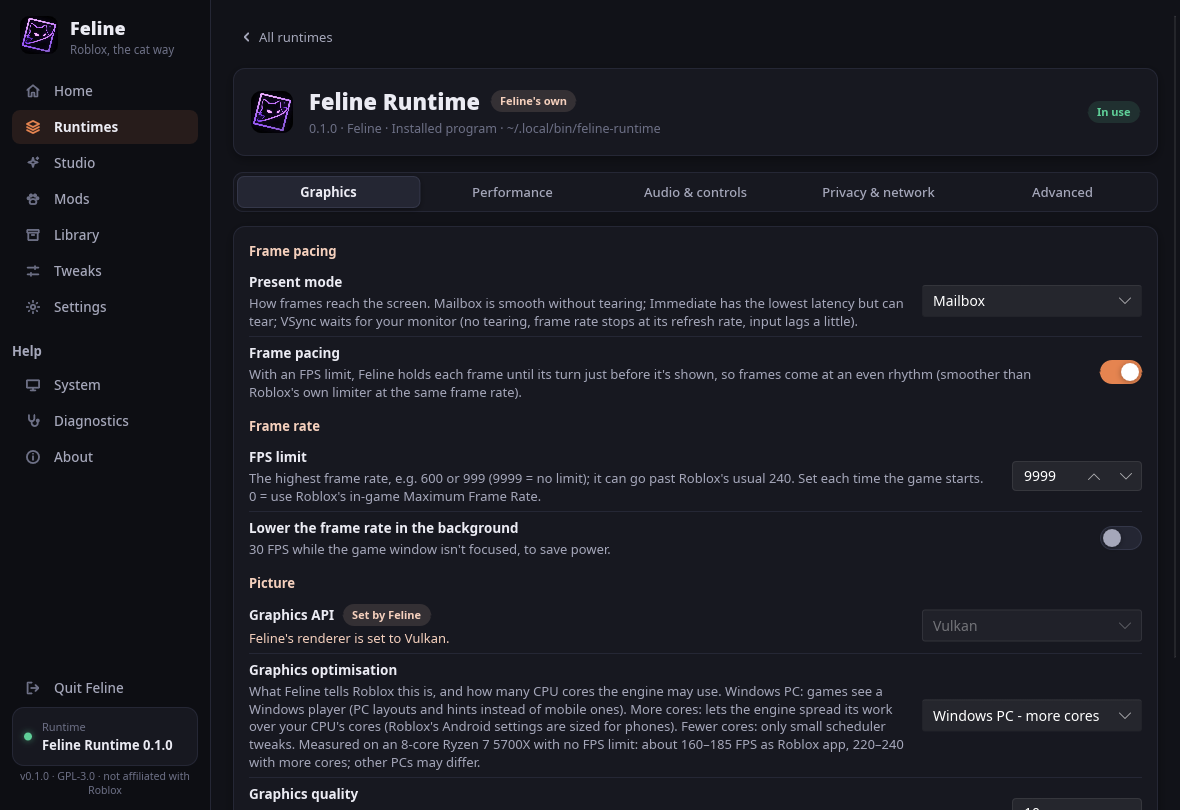 Feline
Roblox, the cat way
Home
Runtimes
Studio
Mods
Library
Tweaks
Settings
Help
System
Diagnostics
About
Quit Feline
Runtime
Feline Runtime 0.1.0
v0.1.0 · GPL-3.0 · not affiliated with
Roblox
All runtimes
Feline Runtime Feline's own
0.1.0 · Feline · Installed program · ~/.local/bin/feline-runtime
In use
Graphics Performance Audio & controls Privacy & network Advanced
Frame pacing
Present mode
How frames reach the screen. Mailbox is smooth without tearing; Immediate has the lowest latency but can
tear; VSync waits for your monitor (no tearing, frame rate stops at its refresh rate, input lags a little).
Mailbox
Frame pacing
With an FPS limit, Feline holds each frame until its turn just before it's shown, so frames come at an even rhythm (smoother than
Roblox's own limiter at the same frame rate).
Frame rate
FPS limit
The highest frame rate, e.g. 600 or 999 (9999 = no limit); it can go past Roblox's usual 240. Set each time the game starts.
0 = use Roblox's in-game Maximum Frame Rate.
9999
Lower the frame rate in the background
30 FPS while the game window isn't focused, to save power.
Picture
Graphics API Set by Feline
Feline's renderer is set to Vulkan.
Vulkan
Graphics optimisation
What Feline tells Roblox this is, and how many CPU cores the engine may use. Windows PC: games see a
Windows player (PC layouts and hints instead of mobile ones). More cores: lets the engine spread its work
over your CPU's cores (Roblox's Android settings are sized for phones). Fewer cores: only small scheduler
tweaks. Measured on an 8-core Ryzen 7 5700X with no FPS limit: about 160–185 FPS as Roblox app, 220–240
with more cores; other PCs may differ.
Windows PC - more cores
Graphics quality